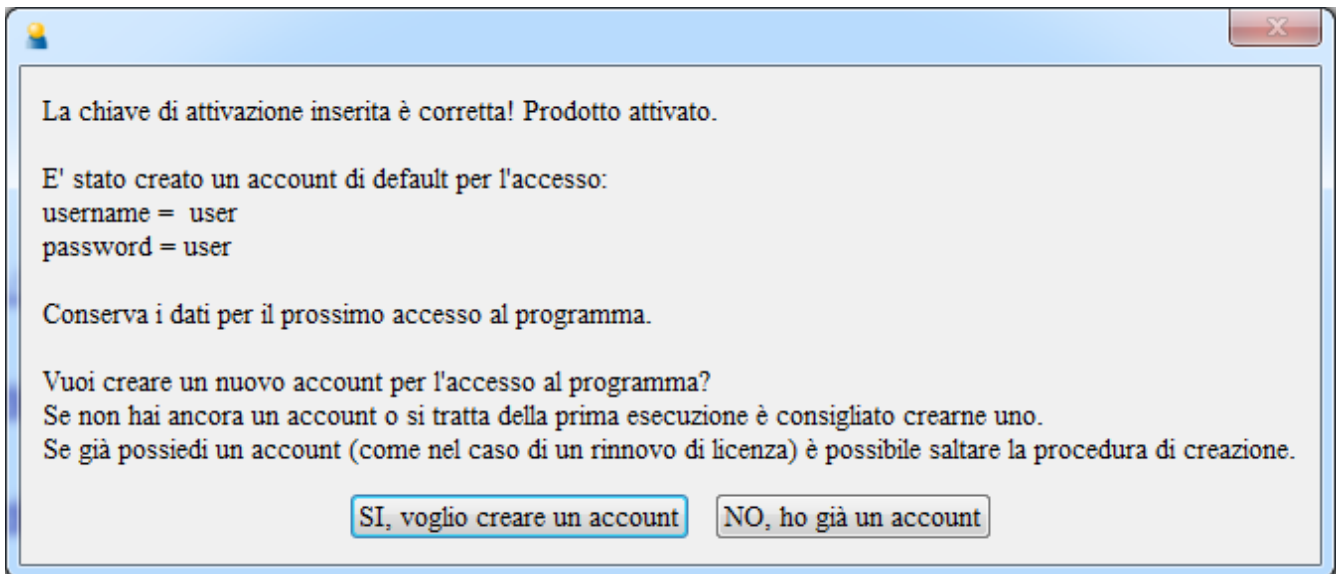 La chiave di attivazione inserita è corretta! Prodotto attivato.
E' stato creato un account di default per l'accesso:
username =  user
password = user
Conserva i dati per il prossimo accesso al programma.
Vuoi creare un nuovo account per l'accesso al programma?
Se non hai ancora un account o si tratta della prima esecuzione è consigliato crearne uno.
Se già possiedi un account (come nel caso di un rinnovo di licenza) è possibile saltare la procedura di creazione.
SI, voglio creare un account
NO, ho già un account